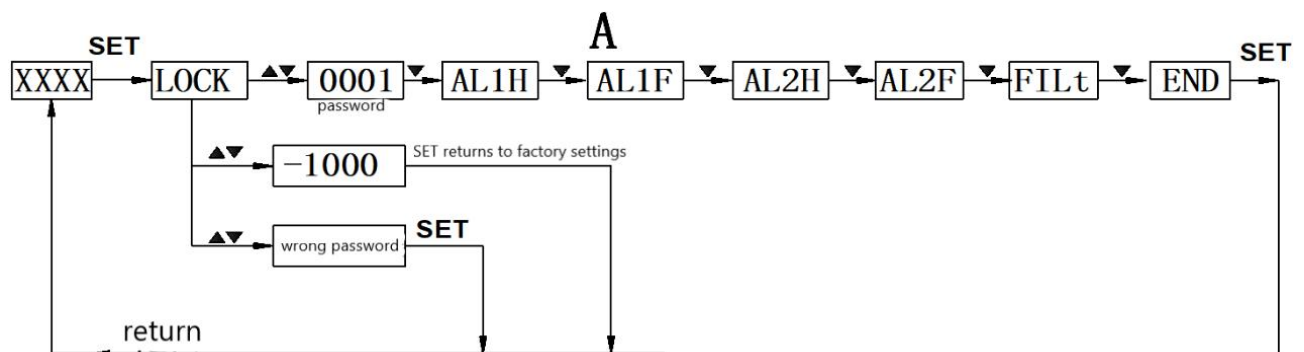 A
SET
SET
XXXX
LOCK
▲▼
0001
▼
AL1H
▼
AL1F
▼
AL2H
▼
AL2F
▼
FILt
▼
END
password
▲▼
-1000
SET returns to factory settings
▲▼
wrong password
SET
return